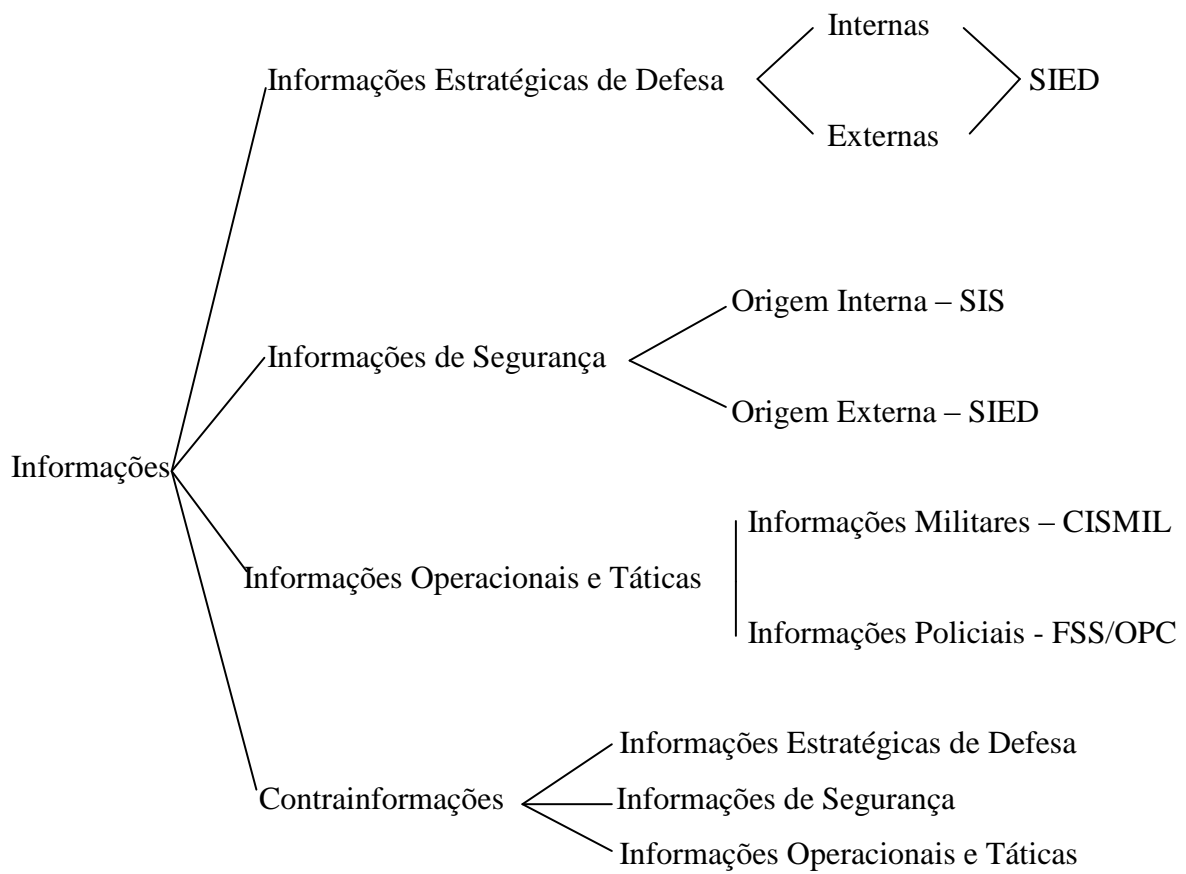 Internas
Informações Estratégicas de Defesa
SIED
Externas
Origem Interna – SIS
Informações de Segurança
Origem Externa – SIED
Informações
Informações Militares – CISMIL
Informações Operacionais e Táticas
Informações Policiais - FSS/OPC
Informações Estratégicas de Defesa
Contrainformações
Informações de Segurança
Informações Operacionais e Táticas